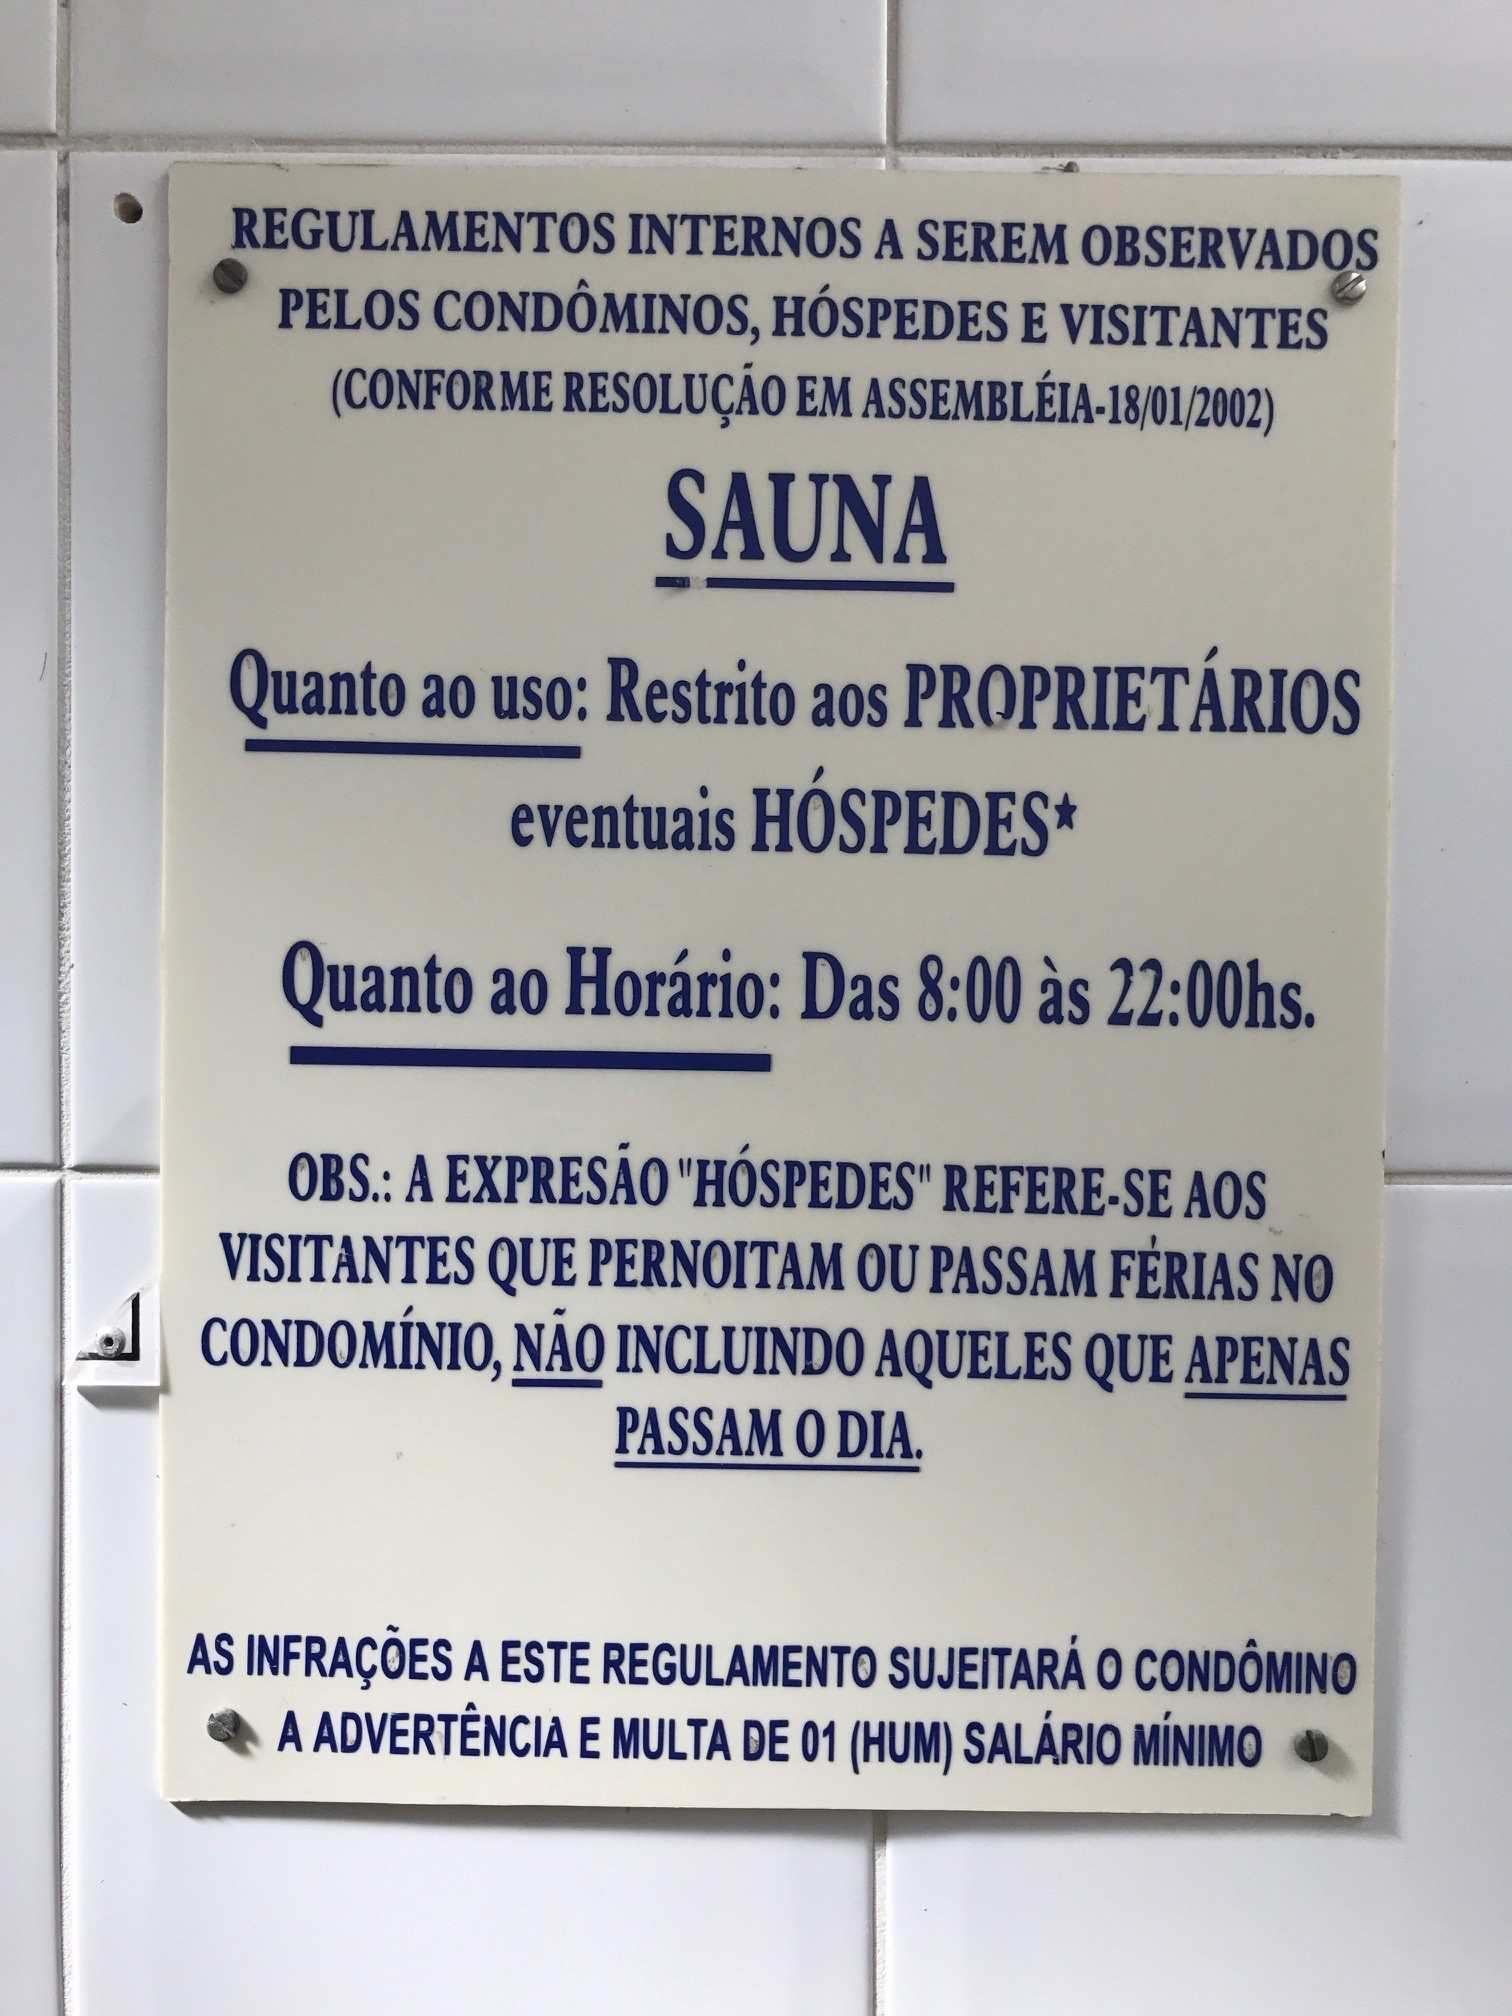 REGULAMENTOS INTERNOS A SEREM OBSERVADOS
PELOS CONDÔMINOS, HÓSPEDES E VISITANTES
(CONFORME RESOLUÇÃO EM ASSEMBLÉIA-18/01/2002)
SAUNA
Quanto ao uso: Restrito aos PROPRIETÁRIOS
eventuais HÓSPEDES★
Quanto ao Horário: Das 8:00 às 22:00hs.
OBS.: A EXPRESÃO "HÓSPEDES" REFERE-SE AOS
VISITANTES QUE PERNOITAM OU PASSAM FÉRIAS NO
CONDOMÍNIO, NÃO INCLUINDO AQUELES QUE APENAS
PASSAM O DIA.
AS INFRAÇÕES A ESTE REGULAMENTO SUJEITARÁ O CONDÔMINO
A ADVERTÊNCIA E MULTA DE 01 (HUM) SALÁRIO MÍNIMO